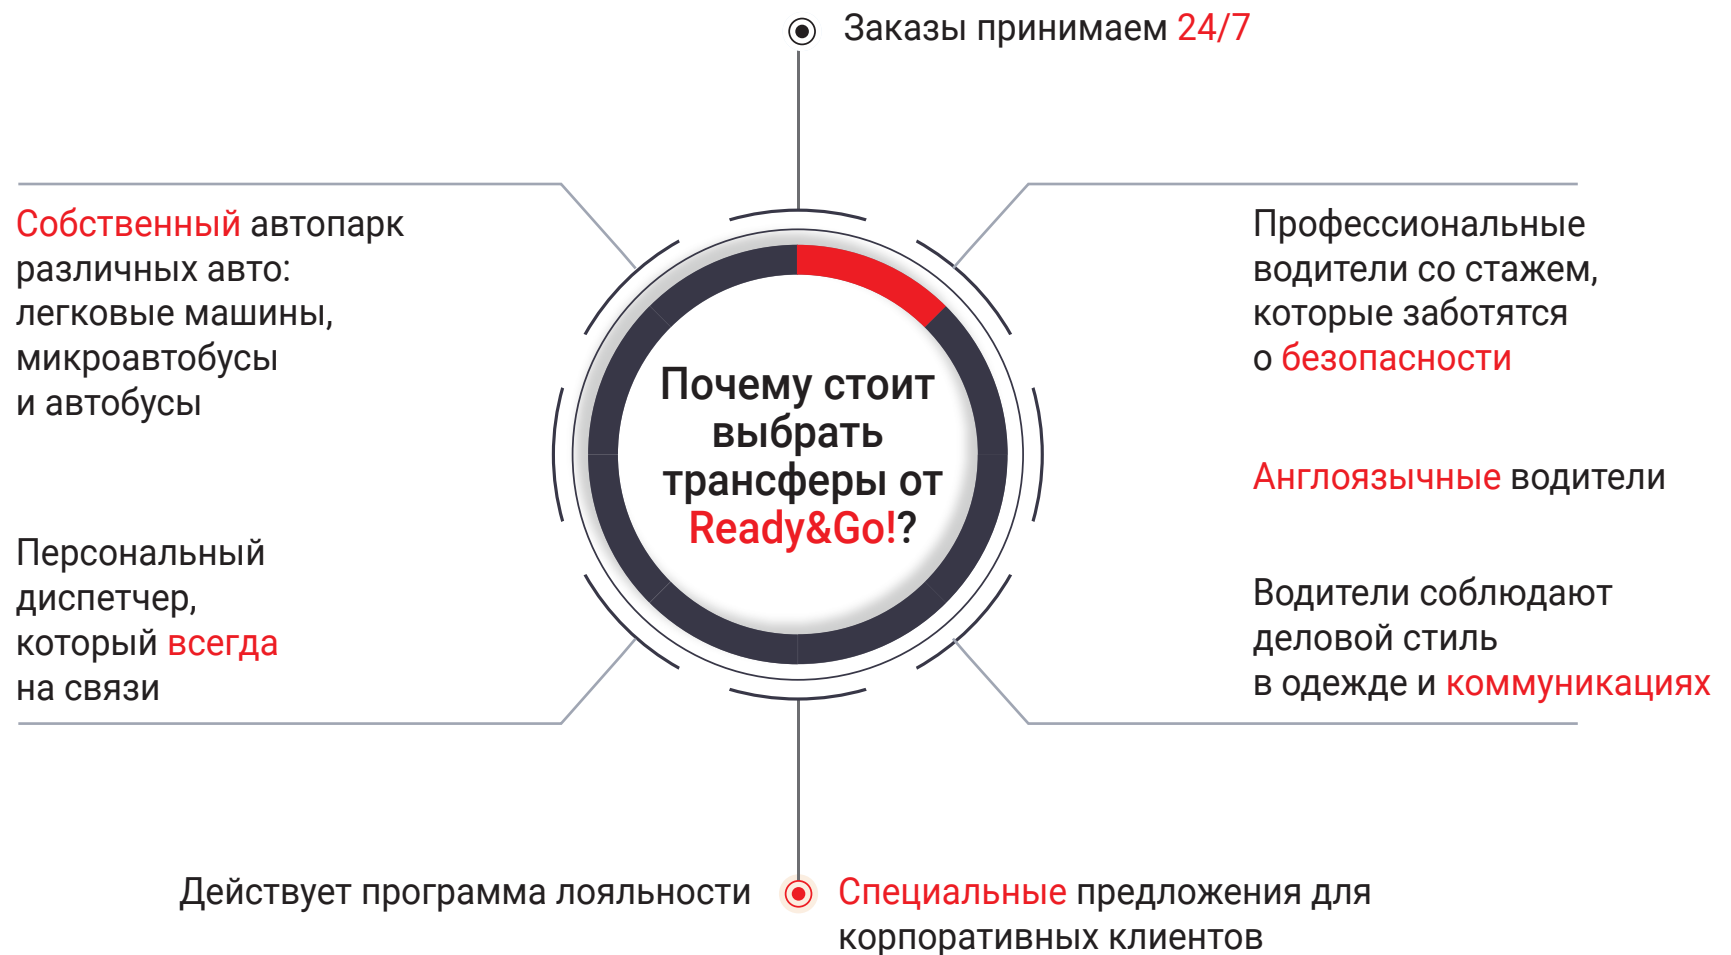 Заказы принимаем 24/7
Собственный автопарк
различных авто:
легковые машины,
микроавтобусы
и автобусы
Профессиональные
водители со стажем,
которые заботятся
о безопасности
Почему стоит
выбрать
трансферы от
Ready&Go!?
Англоязычные водители
Персональный
диспетчер,
который всегда
на связи
Водители соблюдают
деловой стиль
в одежде и коммуникациях
Действует программа лояльности
Специальные предложения для
корпоративных клиентов